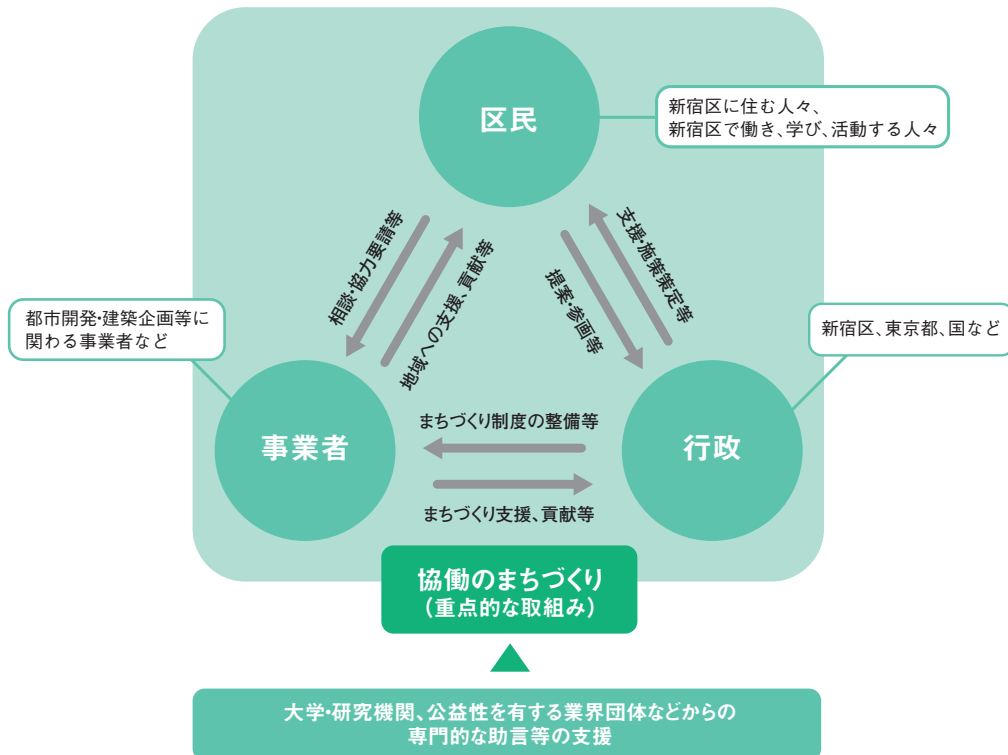 区民
新宿区に住む人々、
新宿区で働き、学び、活動する人々
相談・協力要請等
地域への支援、貢献等
支援・施策策定等
提案・参画等
都市開発・建築企画等に
関わる事業者など
新宿区、東京都、国など
事業者
まちづくり制度の整備等
行政
まちづくり支援、貢献等
協働のまちづくり
（重点的な取組み）
大学・研究機関、公益性を有する業界団体などからの
専門的な助言等の支援